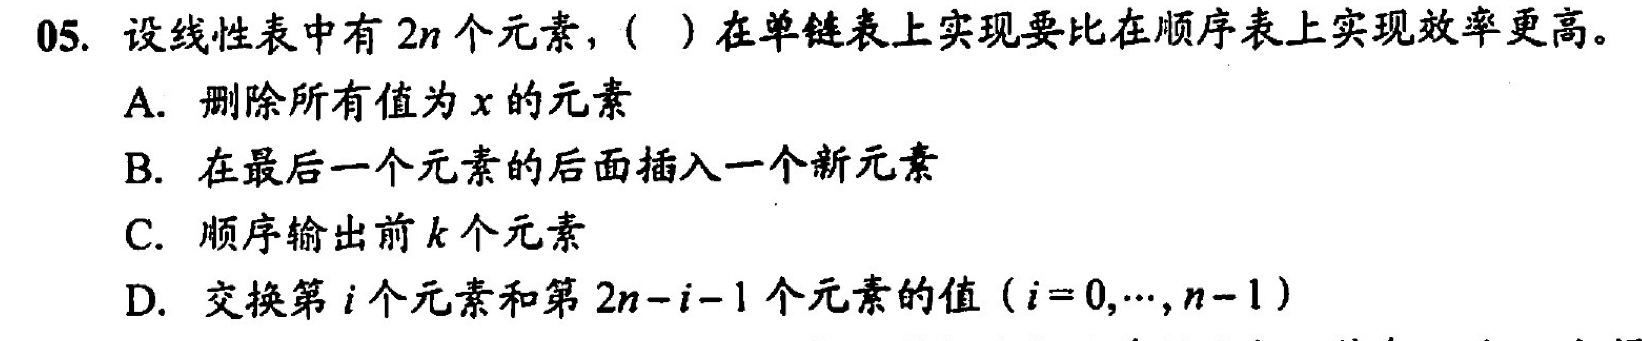 05. 设线性表中有 2n 个元素，（ ）在单链表上实现要比在顺序表上实现效率更高。
A. 删除所有值为 x 的元素
B. 在最后一个元素的后面插入一个新元素
C. 顺序输出前 k 个元素
D. 交换第 i 个元素和第 2n－i－1 个元素的值（i＝0,…, n－1）